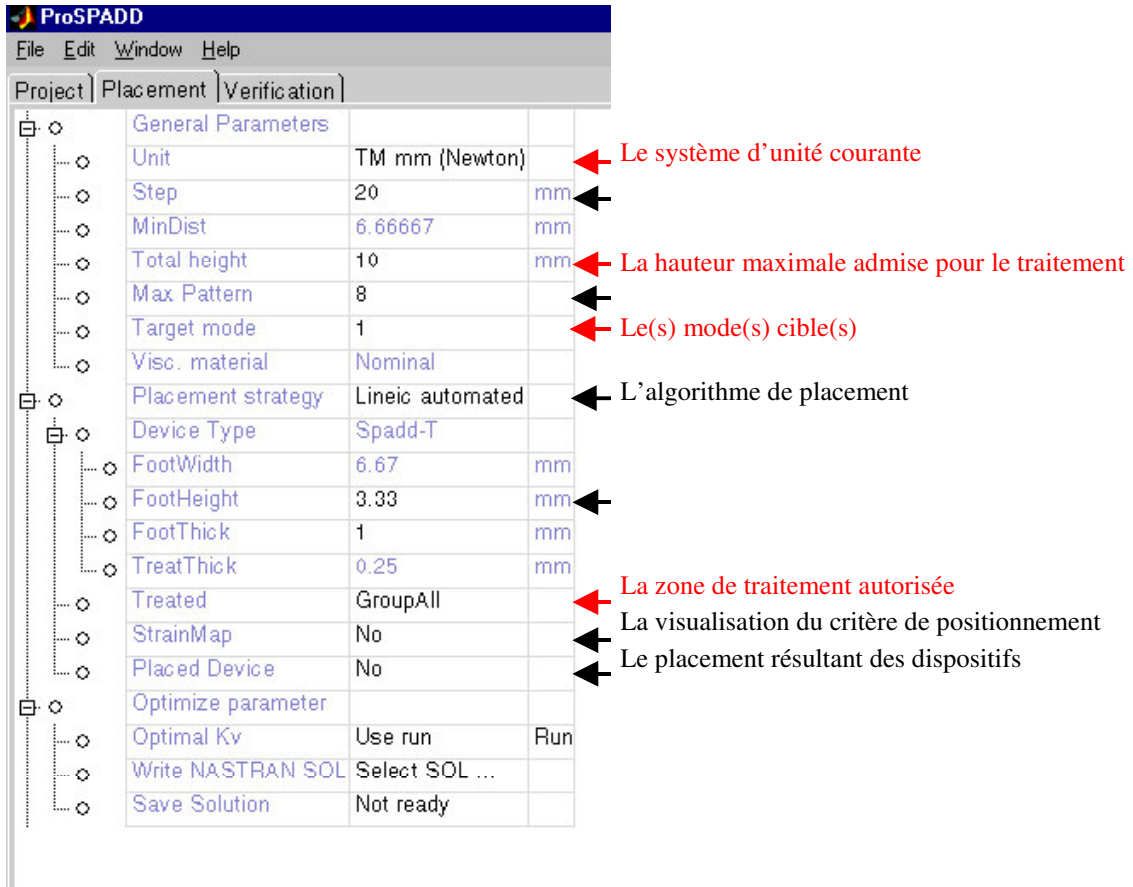 ProSPADD
File Edit Window Help
Project Placement Verification
General Parameters
Unit TM mm (Newton) Le système d'unité courante
Step 20 mm
MinDist 6.66667 mm
Total height 10 mm La hauteur maximale admise pour le traitement
Max Pattern 8
Target mode 1 Le(s) mode(s) cible(s)
Visc. material Nominal
Placement strategy Lineic automated L'algorithme de placement
Device Type Spadd-T
FootWidth 6.67 mm
FootHeight 3.33 mm
FootThick 1 mm
TreatThick 0.25 mm
Treated GroupAll La zone de traitement autorisée
StrainMap No La visualisation du critère de positionnement
Placed Device No Le placement résultant des dispositifs
Optimize parameter
Optimal Kv Use run Run
Write NASTRAN SOL Select SOL ...
Save Solution Not ready